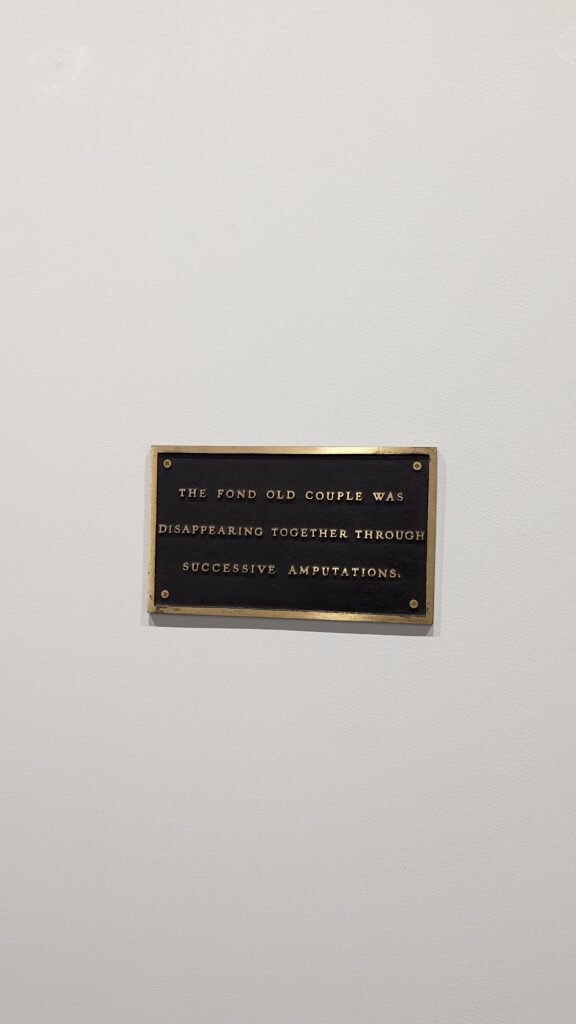 THE FOND OLD COUPLE WAS
DISAPPEARING TOGETHER THROUGH
SUCCESSIVE AMPUTATIONS.